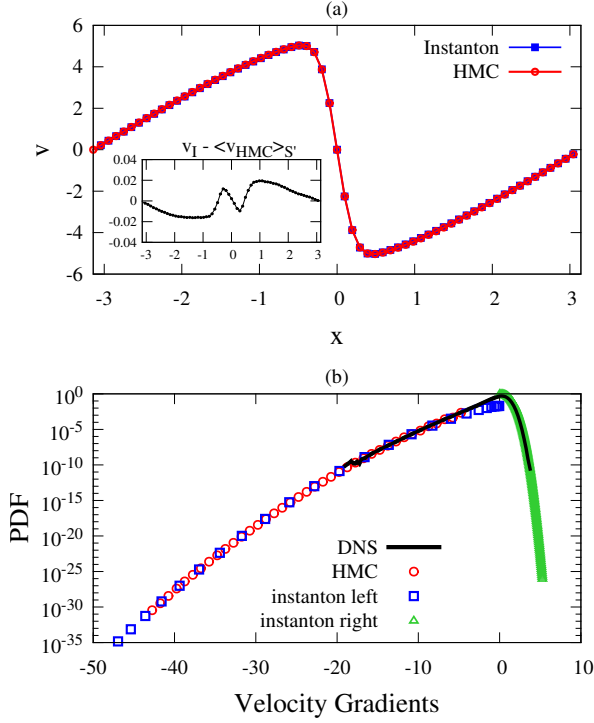 (a)
6
4
2
0
-2
-4
-6
v
Instanton
HMC
v_I - <v_HMC>_S'
0.04
0.02
0
-0.02
-0.04
-3 -2 -1 0 1 2 3
-3 -2 -1 0 1 2 3
x
(b)
10^0
10^-5
10^-10
10^-15
10^-20
10^-25
10^-30
10^-35
PDF
DNS
HMC
instanton left
instanton right
-50 -40 -30 -20 -10 0 10
Velocity Gradients